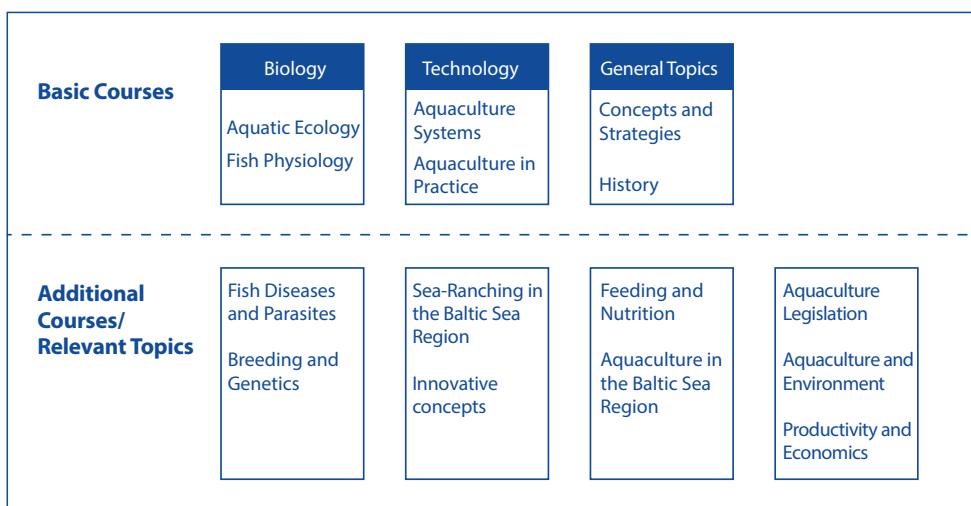 Basic Courses
Biology
Aquatic Ecology
Fish Physiology
Technology
Aquaculture
Systems
Aquaculture in
Practice
General Topics
Concepts and
Strategies
History
Additional
Courses/
Relevant Topics
Fish Diseases
and Parasites
Breeding and
Genetics
Sea-Ranching in
the Baltic Sea
Region
Innovative
concepts
Feeding and
Nutrition
Aquaculture in
the Baltic Sea
Region
Aquaculture
Legislation
Aquaculture and
Environment
Productivity and
Economics